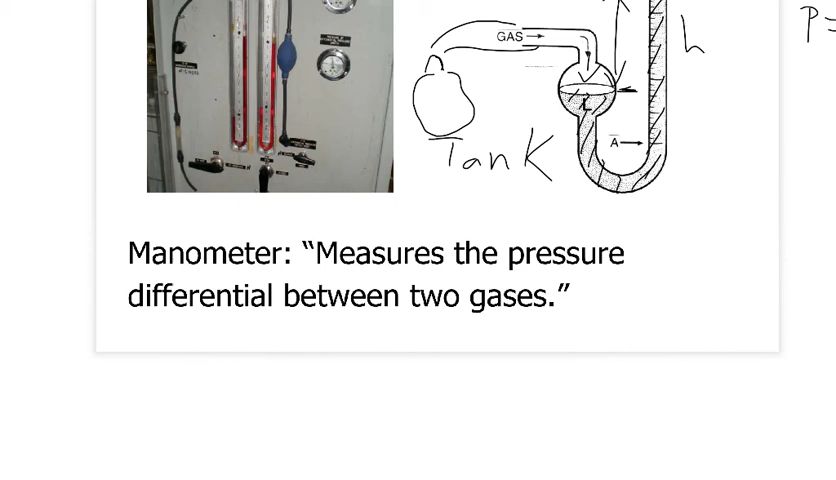 P=
GAS
h
L
A
Tank
Manometer: “Measures the pressure
differential between two gases.”